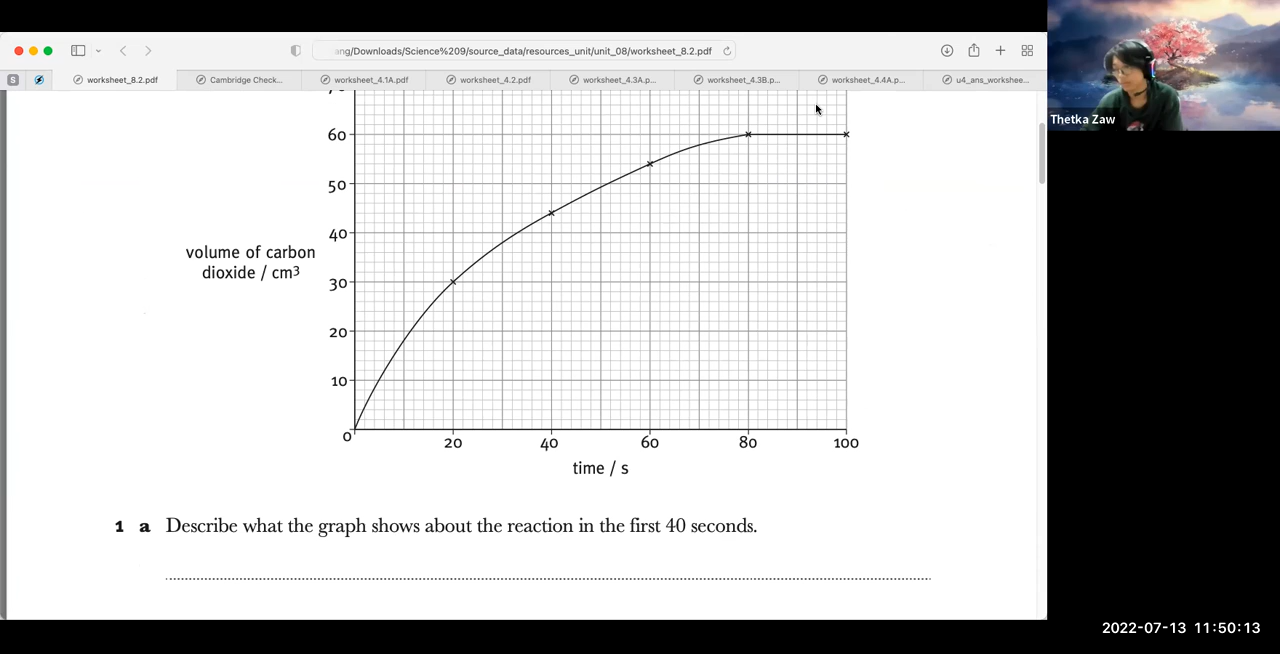 ang/Downloads/Science%209/source_data/resources_unit/unit_08/worksheet_8.2.pdf
S
worksheet_8.2.pdf
Cambridge Check...
worksheet_4.1A.pdf
worksheet_4.2.pdf
worksheet_4.3A.p...
worksheet_4.3B.p...
worksheet_4.4A.p...
u4_ans_workshee...
Thetka Zaw
60
50
40
30
20
10
0
volume of carbon
dioxide / cm³
20 40 60 80 100
time / s
1 a Describe what the graph shows about the reaction in the first 40 seconds.
2022-07-13 11:50:13